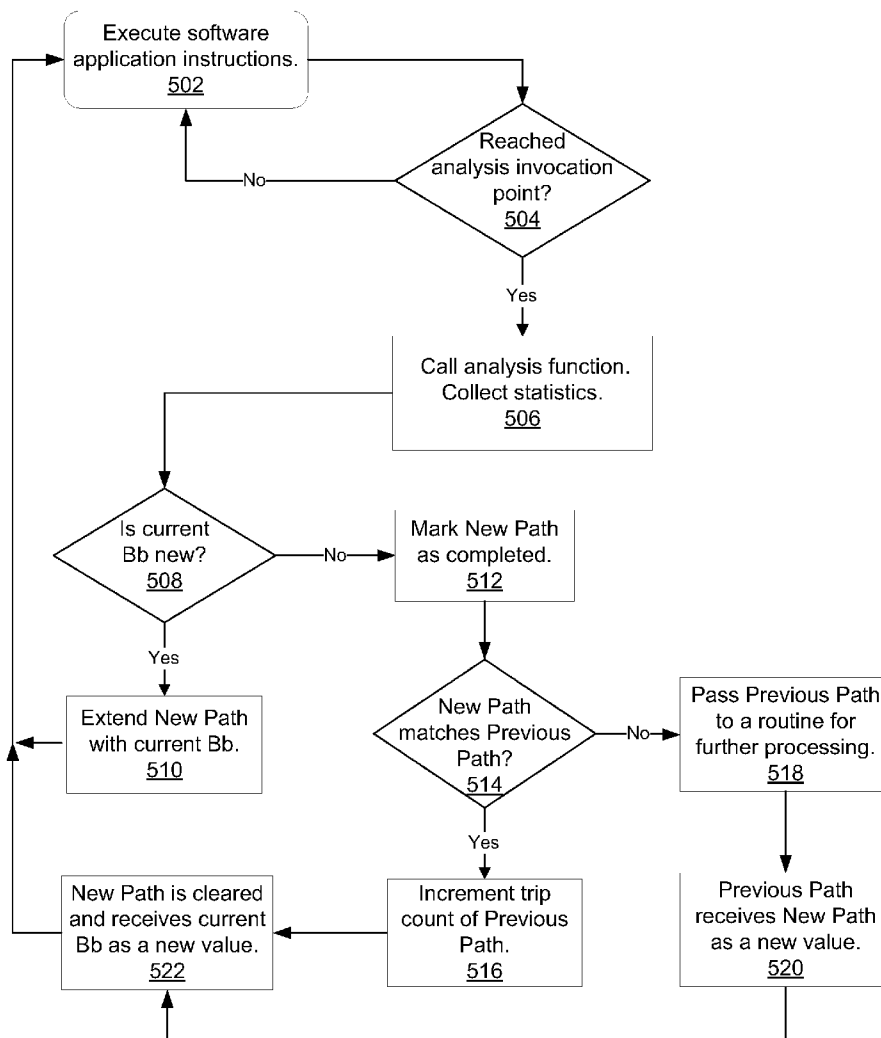 Execute software
application instructions.
502
Reached
analysis invocation
point?
504
No
Yes
Call analysis function.
Collect statistics.
506
Is current
Bb new?
508
No
Mark New Path
as completed.
512
Yes
Extend New Path
with current Bb.
510
New Path
matches Previous
Path?
514
No
Pass Previous Path
to a routine for
further processing.
518
Yes
New Path is cleared
and receives current
Bb as a new value.
522
Increment trip
count of Previous
Path.
516
Previous Path
receives New Path
as a new value.
520